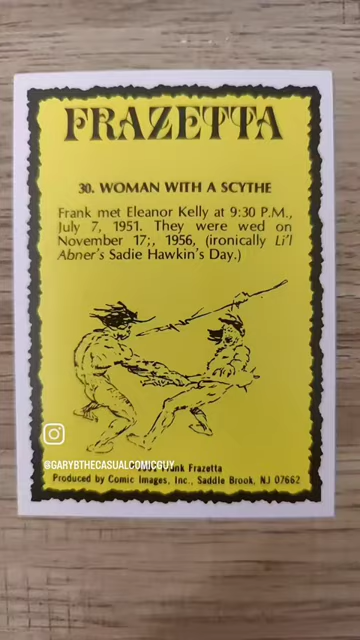 FRAZETTA
30. WOMAN WITH A SCYTHE
Frank met Eleanor Kelly at 9:30 P.M.,
July 7, 1951. They were wed on
November 17;, 1956, (ironically Li'l
Abner's Sadie Hawkin's Day.)
@GARYBTHECASUALCOMICGUY
Frazetta
Produced by Comic Images, Inc., Saddle Brook, NJ 07662